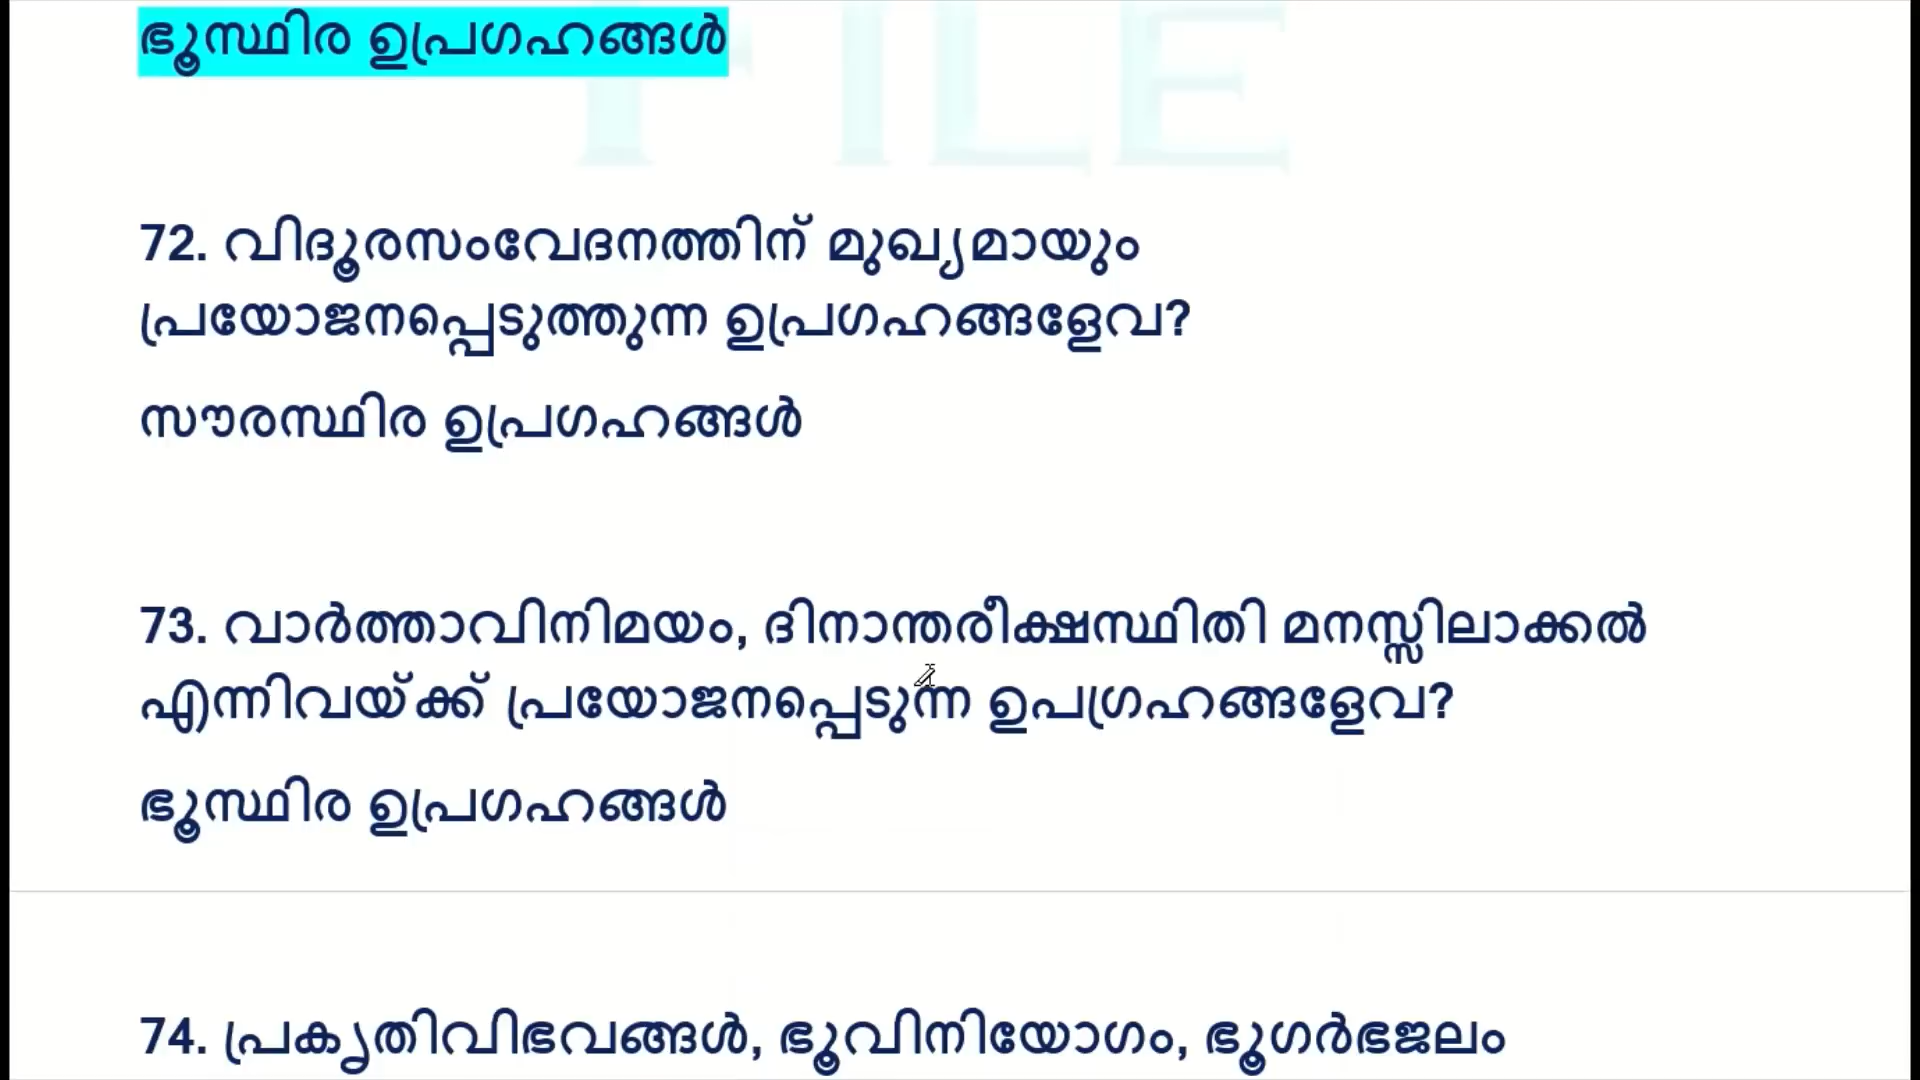 FILE
ഭൂസ്ഥിര ഉപ്രഗഹങ്ങൾ
72. വിദൂരസംവേദനത്തിന് മുഖ്യമായും
പ്രയോജനപ്പെടുത്തുന്ന ഉപ്രഗഹങ്ങളേവ?
സൗരസ്ഥിര ഉപ്രഗഹങ്ങൾ
73. വാർത്താവിനിമയം, ദിനാന്തരീക്ഷസ്ഥിതി മനസ്സിലാക്കൽ
എന്നിവയ്ക്ക് പ്രയോജനപ്പെടുന്ന ഉപഗ്രഹങ്ങളേവ?
ഭൂസ്ഥിര ഉപ്രഗഹങ്ങൾ
74. പ്രകൃതിവിഭവങ്ങൾ, ഭൂവിനിയോഗം, ഭൂഗർഭജലം